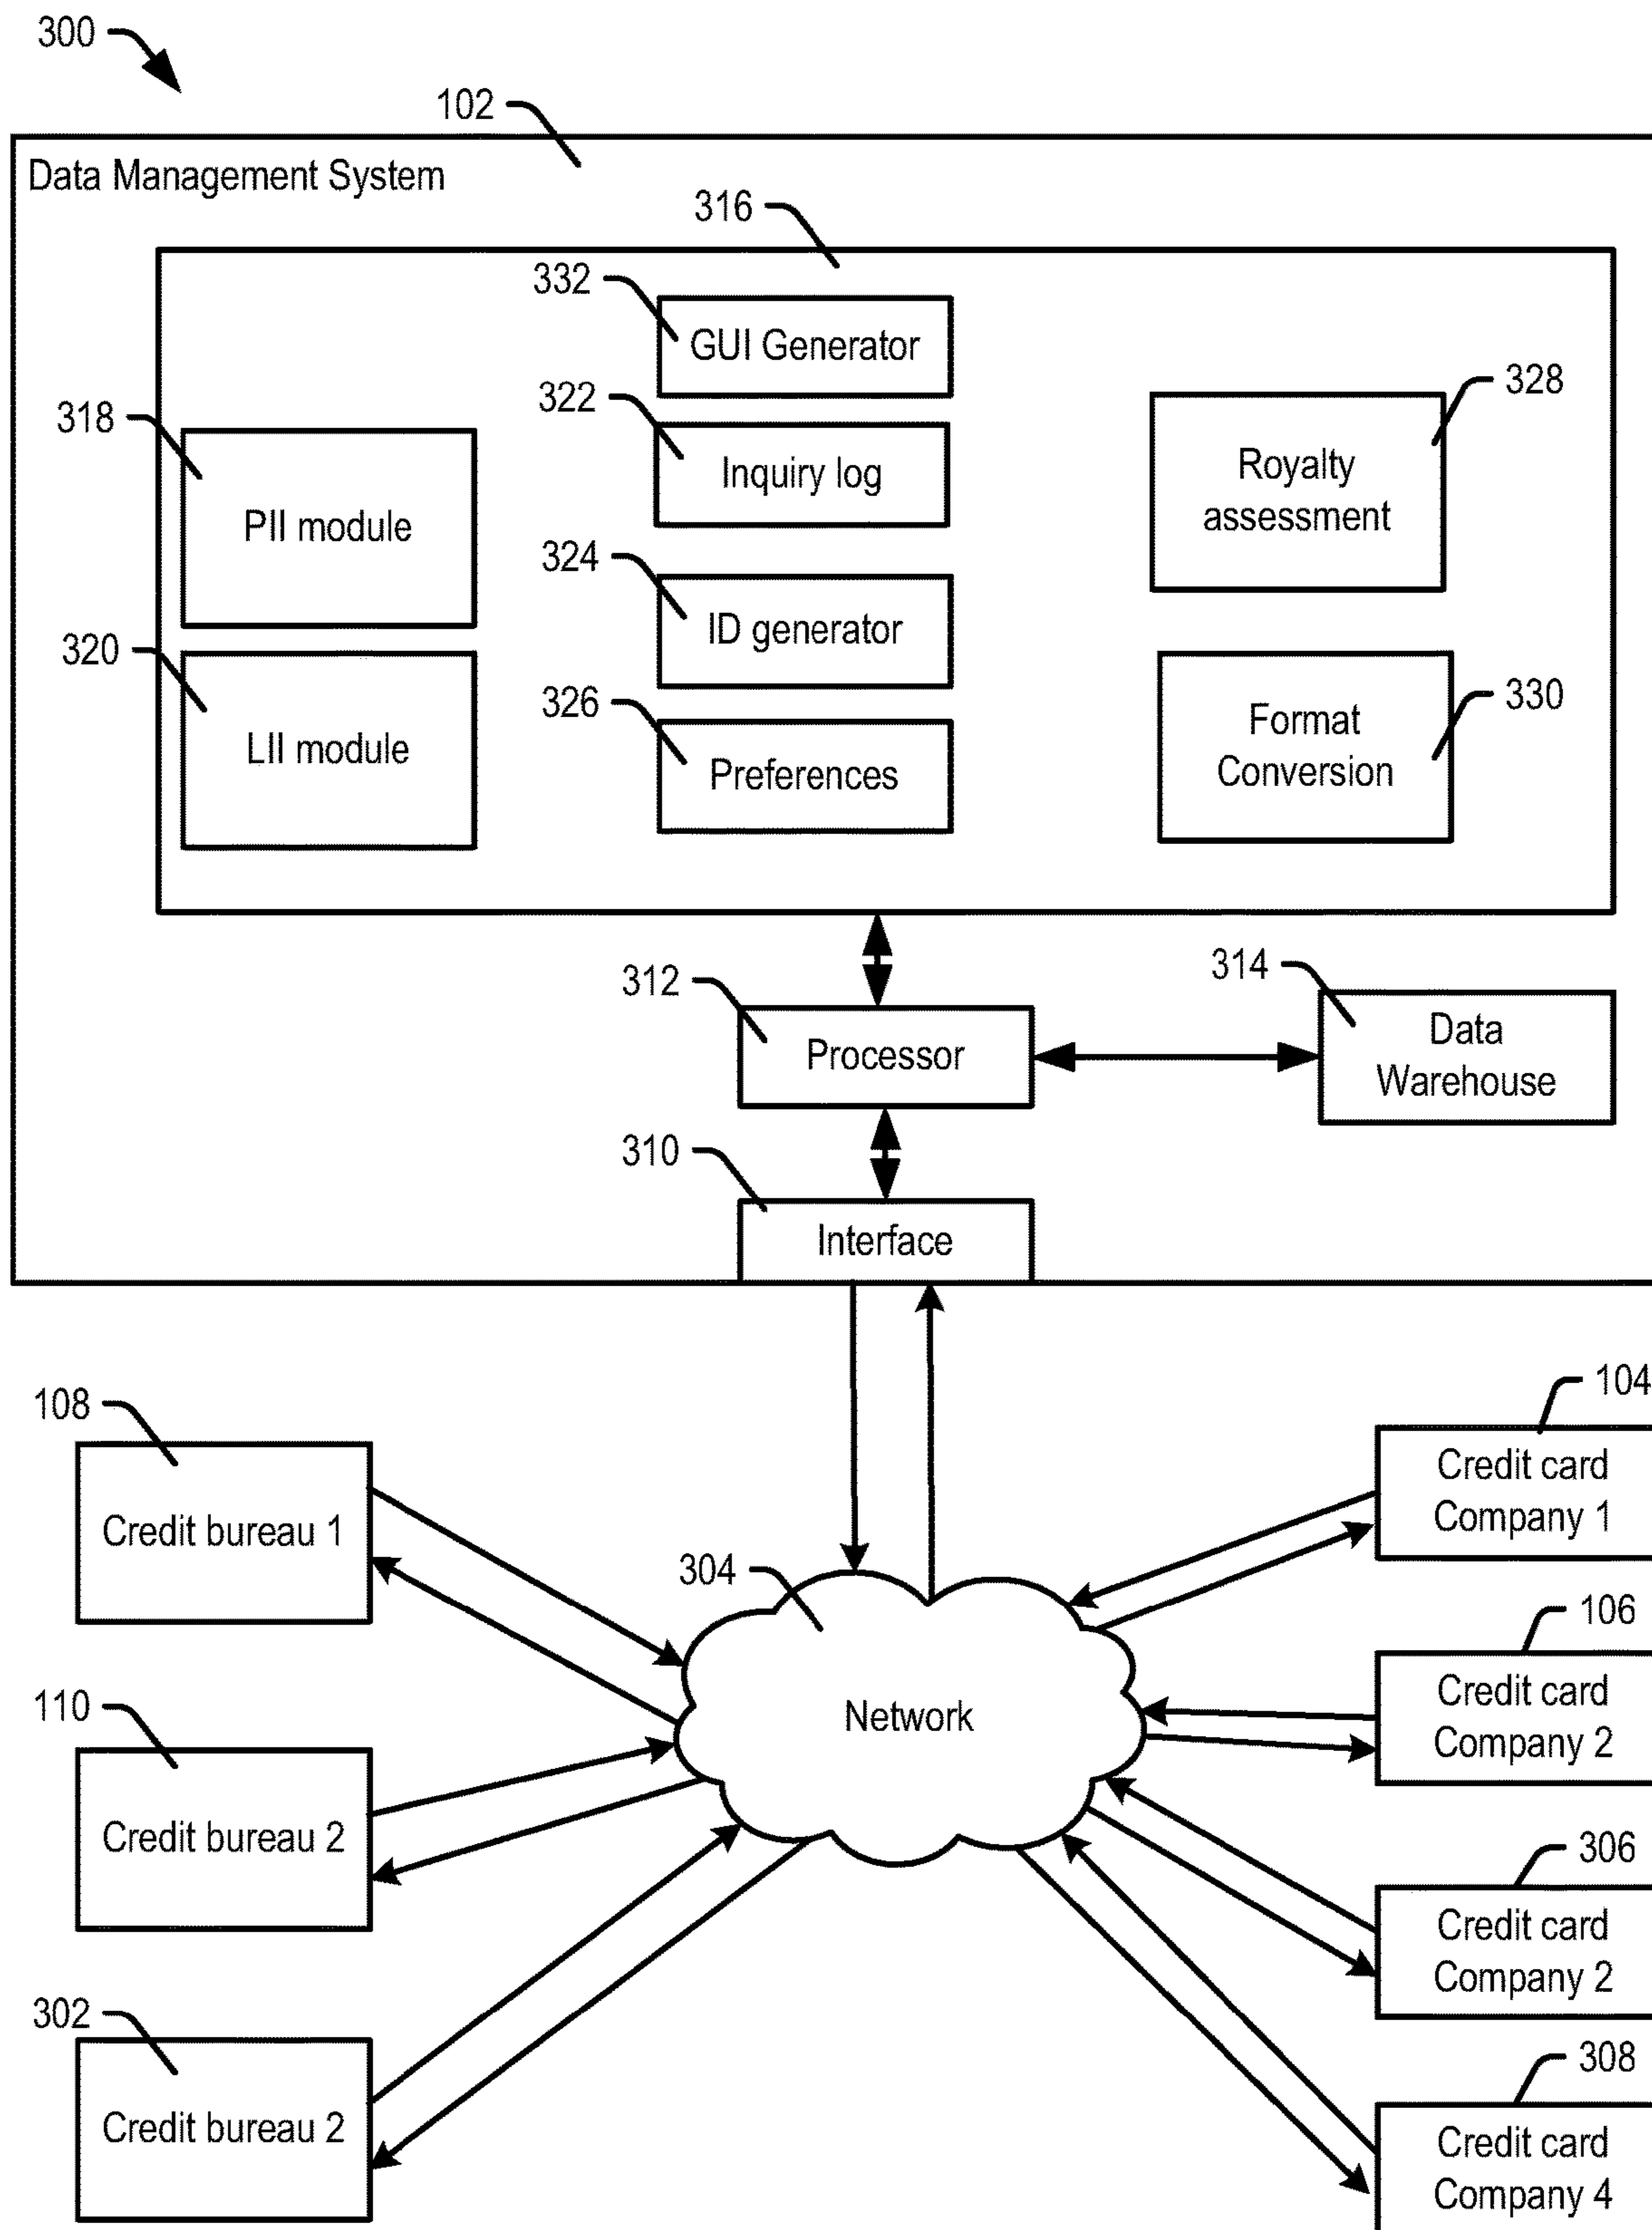 300
102
Data Management System
316
332
GUI Generator
322
Inquiry log
328
Royalty
assessment
318
PII module
324
ID generator
320
LII module
326
Preferences
330
Format
Conversion
312
Processor
314
Data
Warehouse
310
Interface
108
Credit bureau 1
104
Credit card
Company 1
304
Network
106
Credit card
Company 2
110
Credit bureau 2
306
Credit card
Company 2
302
Credit bureau 2
308
Credit card
Company 4